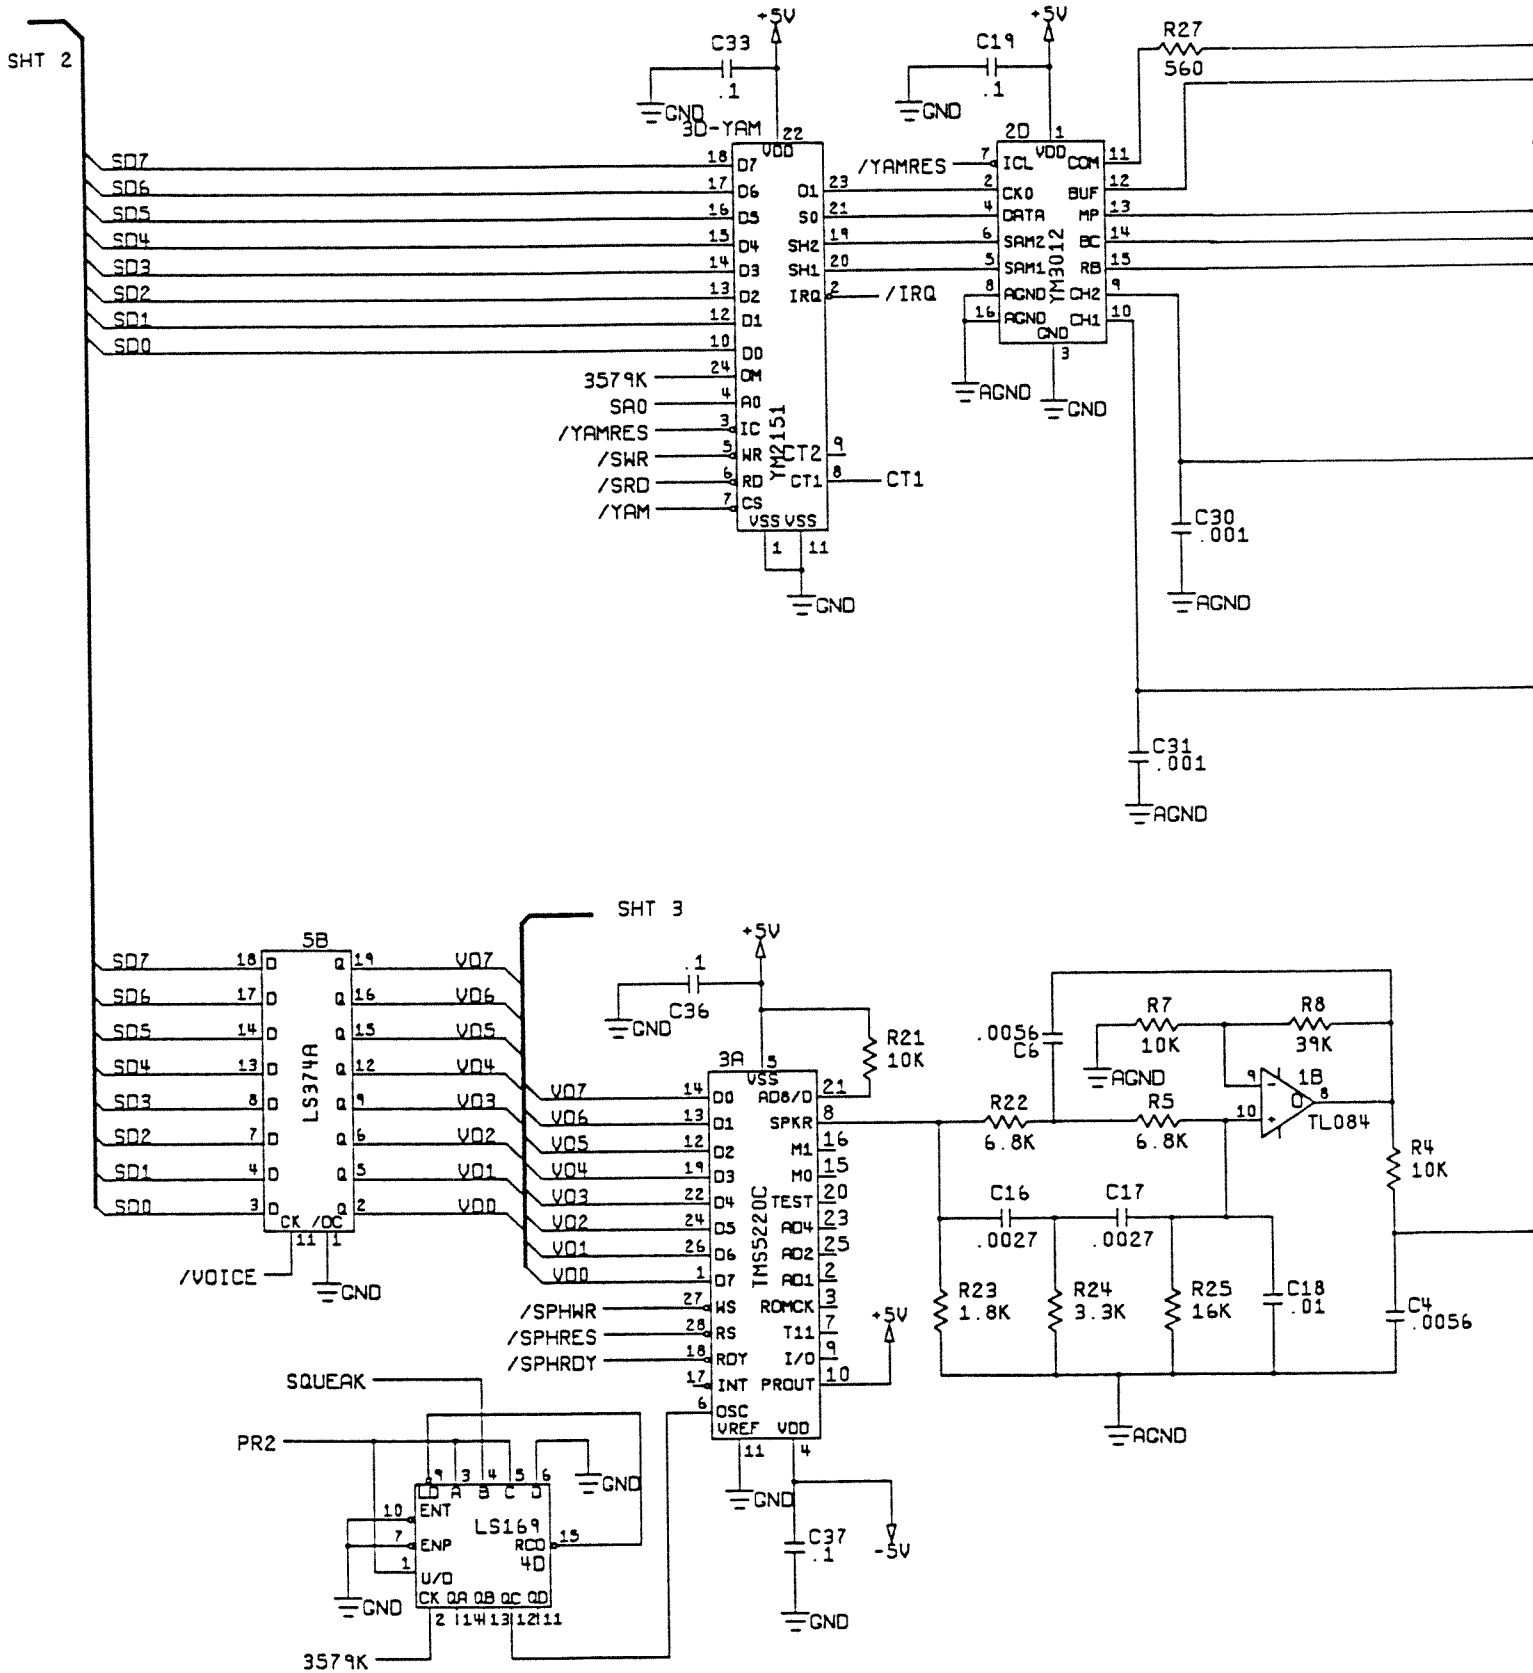 SHT 2
+5V
C33
.1
GND
3D-YAM
22
VDD
+5V
C19
.1
GND
2D
1
VDD
R27
560
SD7
SD6
SD5
SD4
SD3
SD2
SD1
SD0
18 D7
17 D6
16 D5
15 D4
14 D3
13 D2
12 D1
10 D0
3579K 24 OM
SA0 4 A0
/YAMRES 3 IC
/SWR 5 WR
/SRD 6 RD
/YAM 7 CS
YM2151
O1 23
SO 21
SH2 19
SH1 20
IRQ 2 /IRQ
CT2 9
CT1 8 CT1
VSS VSS
1 11
GND
/YAMRES 7 ICL
2 CKO
4 DATA
6 SAM2
5 SAM1
8 AGND
16 AGND
YM3012
COM 11
BUF 12
MP 13
BC 14
RB 15
CH2 9
CH1 10
GND
3
AGND
GND
C30
.001
AGND
C31
.001
AGND
SHT 3
5B
SD7 18 D Q 19 VD7
SD6 17 D Q 16 VD6
SD5 14 D Q 15 VD5
SD4 13 D Q 12 VD4
SD3 8 D Q 9 VD3
SD2 7 D Q 6 VD2
SD1 4 D Q 5 VD1
SD0 3 D Q 2 VD0
LS374A
CK /OC
11 1
/VOICE
GND
+5V
.1
C36
GND
R21
10K
3A
5
VSS
VD7 14 D0
VD6 13 D1
VD5 12 D2
VD4 19 D3
VD3 22 D4
VD2 24 D5
VD1 26 D6
VD0 1 D7
/SPHWR 27 WS
/SPHRES 28 RS
/SPHRDY 18 RDY
17 INT
6 OSC
TMS5220C
AD8/D 21
SPKR 8
M1 16
M0 15
TEST 20
AD4 23
AD2 25
AD1 2
ROMCK 3
T11 7
I/O 9
PROUT 10
+5V
VREF VDD
11 4
GND
C37
.1
-5V
GND
.0056
C6
R7
10K
AGND
R8
39K
9
-
1B
10
+
O
8
TL084
R22
6.8K
R5
6.8K
R4
10K
C16
.0027
C17
.0027
R23
1.8K
R24
3.3K
R25
16K
C18
.01
C4
.0056
AGND
SQUEAK
PR2
GND
9 3 4 5 6
LD A B C D
10 ENT
7 ENP
1 U/D
LS169
RCO 15
4D
CK QA QB QC QD
2 14 13 12 11
GND
3579K